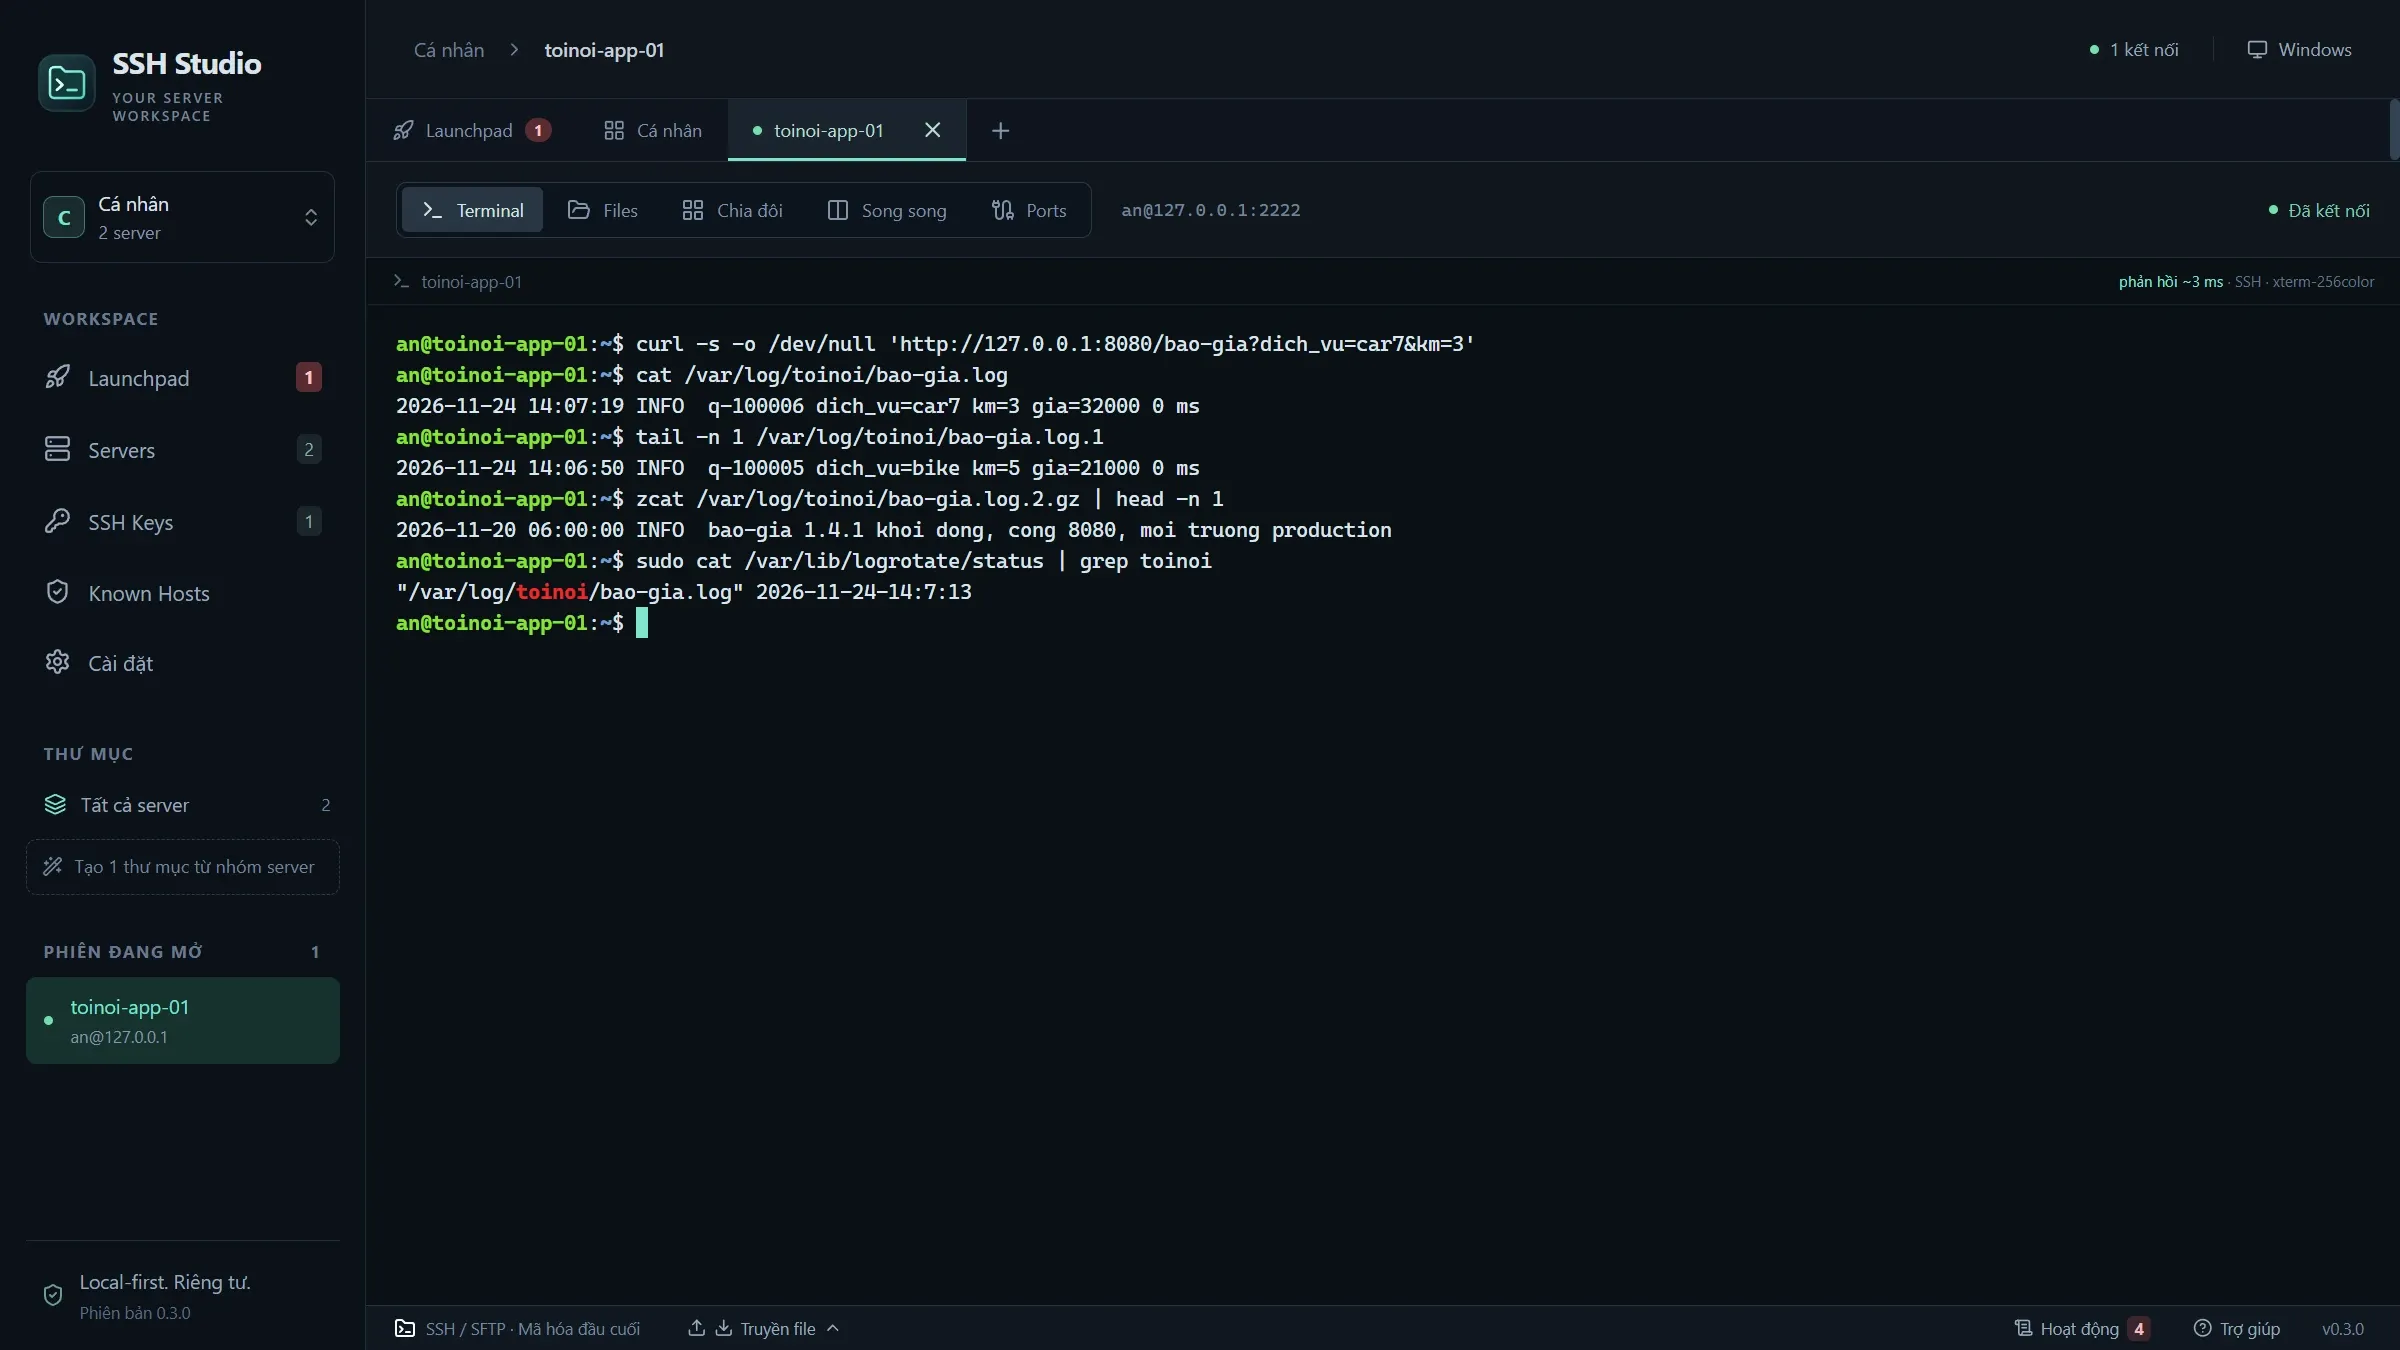 SSH Studio
YOUR SERVER
WORKSPACE
C
Cá nhân
2 server
WORKSPACE
Launchpad 1
Servers 2
SSH Keys 1
Known Hosts
Cài đặt
THƯ MỤC
Tất cả server 2
Tạo 1 thư mục từ nhóm server
PHIÊN ĐANG MỞ 1
toinoi-app-01
an@127.0.0.1
Local-first. Riêng tư.
Phiên bản 0.3.0
Cá nhân > toinoi-app-01
1 kết nối
Windows
Launchpad 1
Cá nhân
toinoi-app-01
Terminal
Files
Chia đôi
Song song
Ports
an@127.0.0.1:2222
Đã kết nối
toinoi-app-01
phản hồi ~3 ms · SSH · xterm-256color
an@toinoi-app-01:~$ curl -s -o /dev/null 'http://127.0.0.1:8080/bao-gia?dich_vu=car7&km=3'
an@toinoi-app-01:~$ cat /var/log/toinoi/bao-gia.log
2026-11-24 14:07:19 INFO  q-100006 dich_vu=car7 km=3 gia=32000 0 ms
an@toinoi-app-01:~$ tail -n 1 /var/log/toinoi/bao-gia.log.1
2026-11-24 14:06:50 INFO  q-100005 dich_vu=bike km=5 gia=21000 0 ms
an@toinoi-app-01:~$ zcat /var/log/toinoi/bao-gia.log.2.gz | head -n 1
2026-11-20 06:00:00 INFO  bao-gia 1.4.1 khoi dong, cong 8080, moi truong production
an@toinoi-app-01:~$ sudo cat /var/lib/logrotate/status | grep toinoi
"/var/log/toinoi/bao-gia.log" 2026-11-24-14:7:13
an@toinoi-app-01:~$
SSH / SFTP · Mã hóa đầu cuối
Truyền file
Hoạt động 4
Trợ giúp
v0.3.0